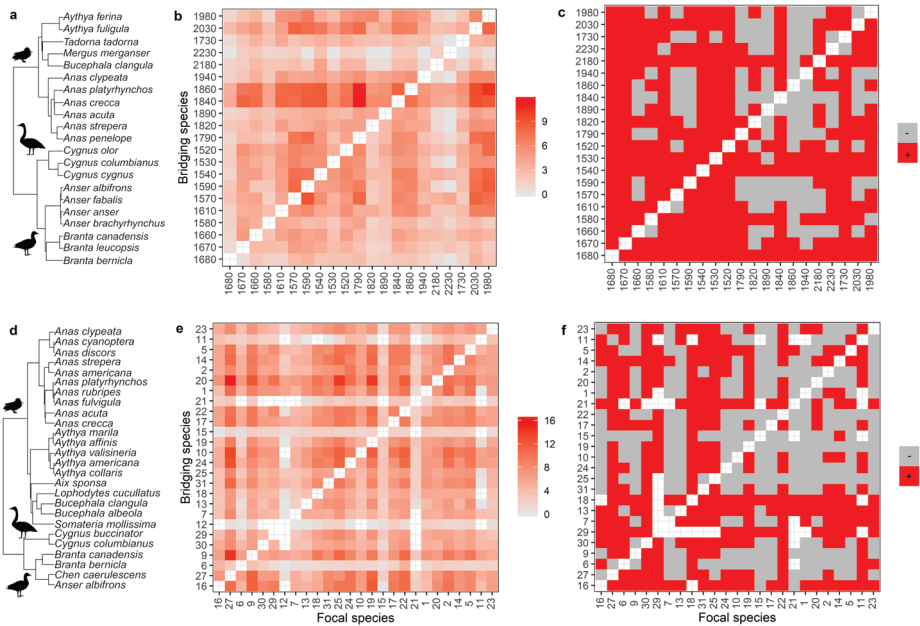 a
Aythya ferina
Aythya fuligula
Tadorna tadorna
Mergus merganser
Bucephala clangula
Anas clypeata
Anas platyrhynchos
Anas crecca
Anas acuta
Anas strepera
Anas penelope
Cygnus olor
Cygnus columbianus
Cygnus cygnus
Anser albifrons
Anser fabalis
Anser anser
Anser brachyrhynchus
Branta canadensis
Branta leucopsis
Branta bernicla
b
Bridging species
1980
2030
1730
2230
2180
1940
1860
1840
1890
1820
1790
1520
1530
1540
1590
1570
1610
1580
1660
1670
1680
1680 1670 1660 1580 1610 1570 1590 1540 1530 1520 1790 1820 1890 1840 1860 1940 2180 2230 1730 2030 1980
9
6
3
0
c
1980
2030
1730
2230
2180
1940
1860
1840
1890
1820
1790
1520
1530
1540
1590
1570
1610
1580
1660
1670
1680
1680 1670 1660 1580 1610 1570 1590 1540 1530 1520 1790 1820 1890 1840 1860 1940 2180 2230 1730 2030 1980
-
+
d
Anas clypeata
Anas cyanoptera
Anas discors
Anas strepera
Anas americana
Anas platyrhynchos
Anas rubripes
Anas fulvigula
Anas acuta
Anas crecca
Aythya marila
Aythya affinis
Aythya valisineria
Aythya americana
Aythya collaris
Aix sponsa
Lophodytes cucullatus
Bucephala clangula
Bucephala albeola
Somateria mollissima
Cygnus buccinator
Cygnus columbianus
Branta canadensis
Branta bernicla
Chen caerulescens
Anser albifrons
e
Bridging species
23
11
5
14
2
20
1
21
22
17
15
19
10
24
25
31
18
13
7
12
29
30
9
6
27
16
16 27 6 9 30 29 12 7 13 18 31 25 24 10 19 15 17 22 21 1 20 2 14 5 11 23
Focal species
16
12
8
4
0
f
23
11
5
14
2
20
1
21
22
17
15
19
10
24
25
31
18
13
7
29
30
9
6
27
16
16 27 6 9 30 29 7 13 18 31 25 24 10 19 15 17 22 21 1 20 2 14 5 11 23
Focal species
-
+